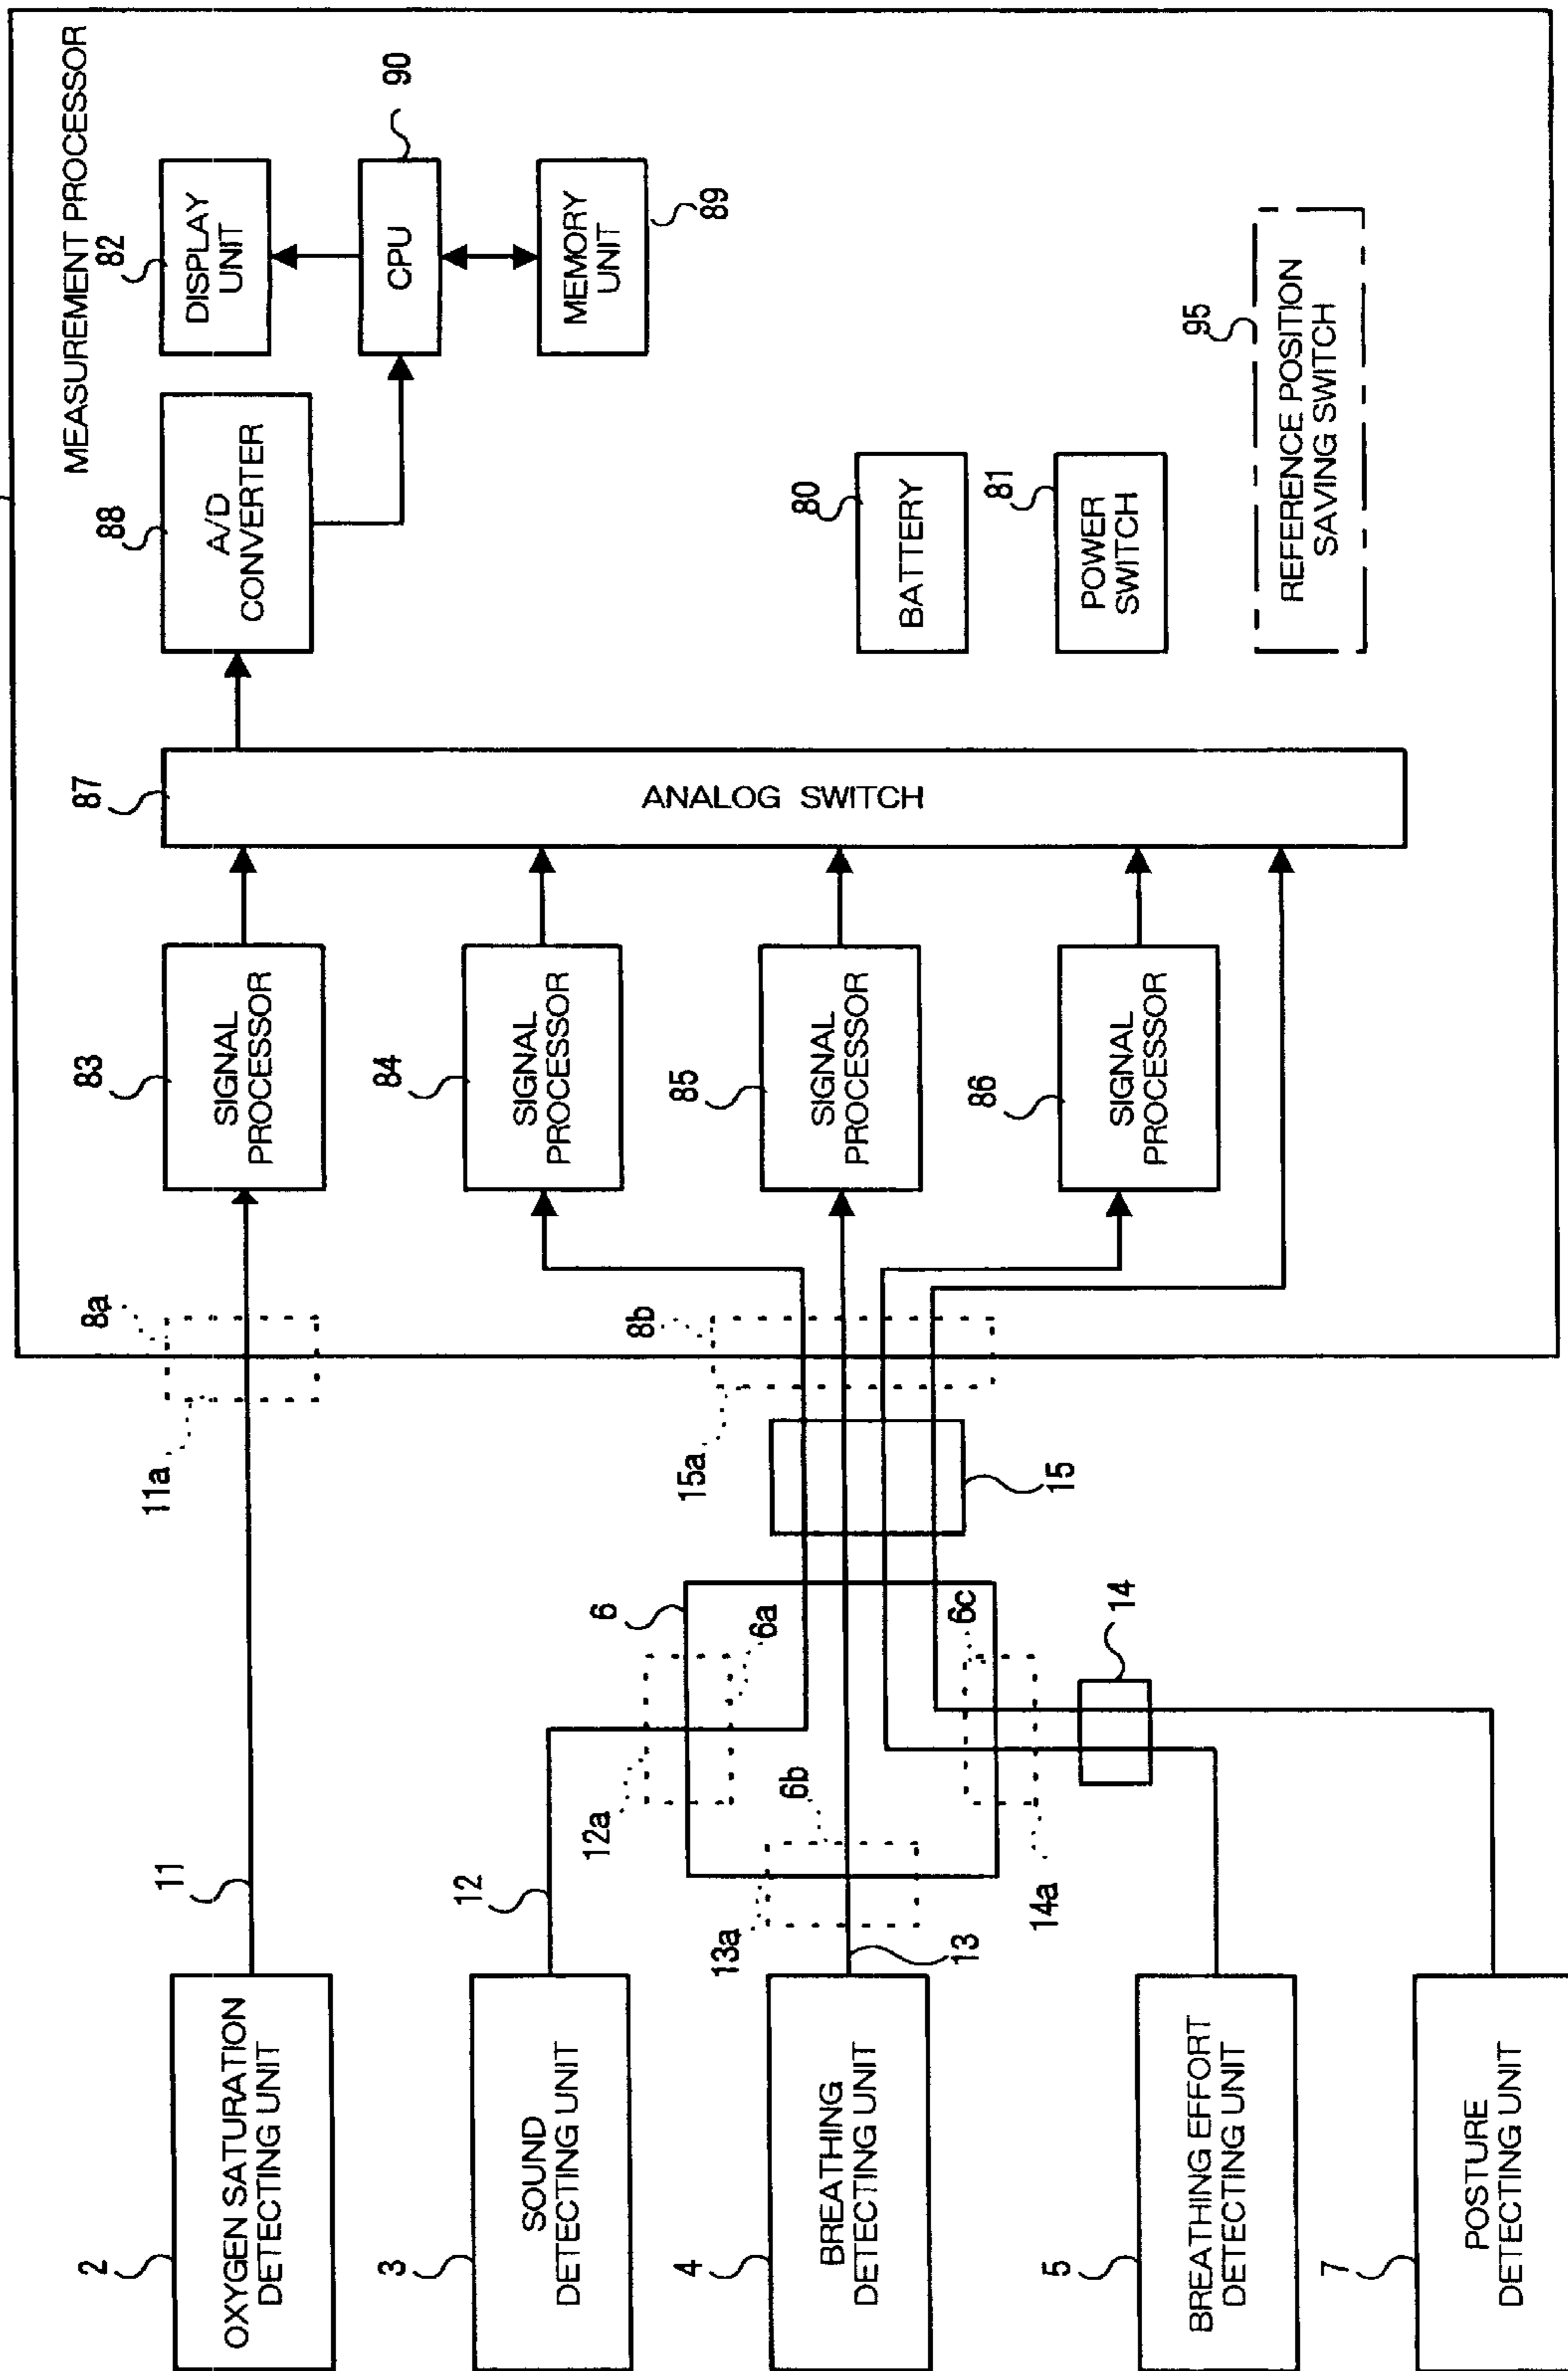 MEASUREMENT PROCESSOR
2
OXYGEN SATURATION
DETECTING UNIT
11
11a
8a
83
SIGNAL
PROCESSOR
87
ANALOG SWITCH
88
A/D
CONVERTER
82
DISPLAY
UNIT
CPU
90
MEMORY
UNIT
89
3
SOUND
DETECTING UNIT
12
12a
6
6a
84
SIGNAL
PROCESSOR
4
BREATHING
DETECTING UNIT
13
13a
6b
15a
8b
15
85
SIGNAL
PROCESSOR
80
BATTERY
5
BREATHING EFFORT
DETECTING UNIT
14a
6c
14
86
SIGNAL
PROCESSOR
81
POWER
SWITCH
7
POSTURE
DETECTING UNIT
95
REFERENCE POSITION
SAVING SWITCH